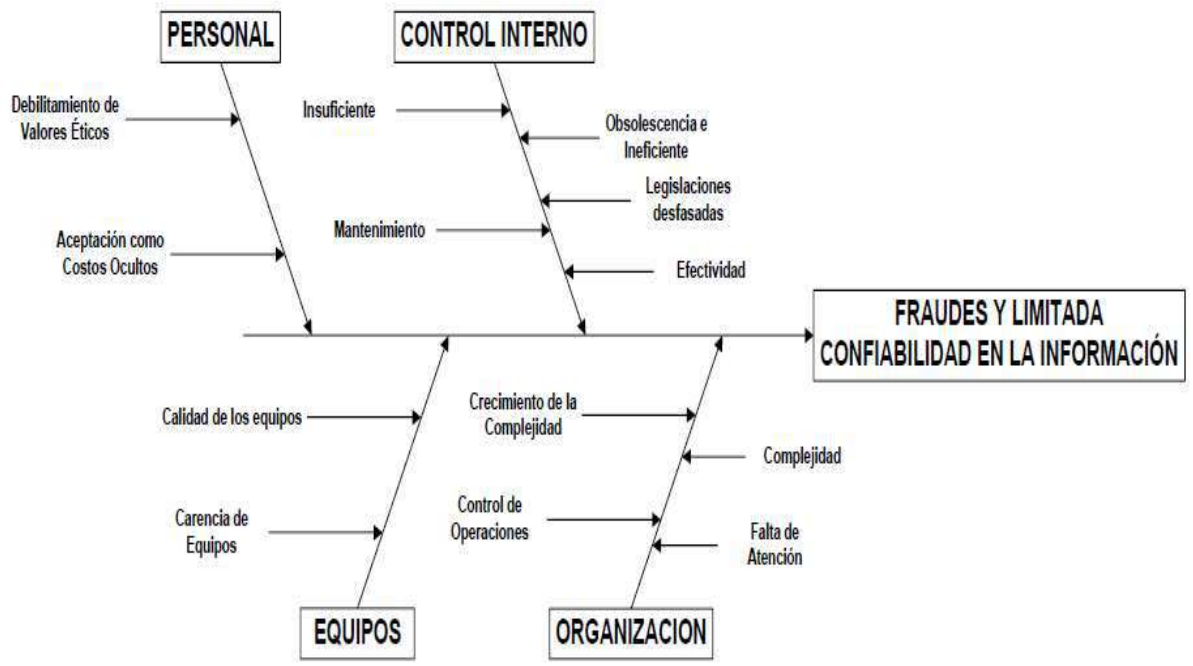 PERSONAL
CONTROL INTERNO
Debilitamiento de
Valores Éticos
Insuficiente
Obsolescencia e
Ineficiente
Legislaciones
desfasadas
Mantenimiento
Aceptación como
Costos Ocultos
Efectividad
FRAUDES Y LIMITADA
CONFIABILIDAD EN LA INFORMACIÓN
Calidad de los equipos
Crecimiento de la
Complejidad
Complejidad
Carencia de
Equipos
Control de
Operaciones
Falta de
Atención
EQUIPOS
ORGANIZACION